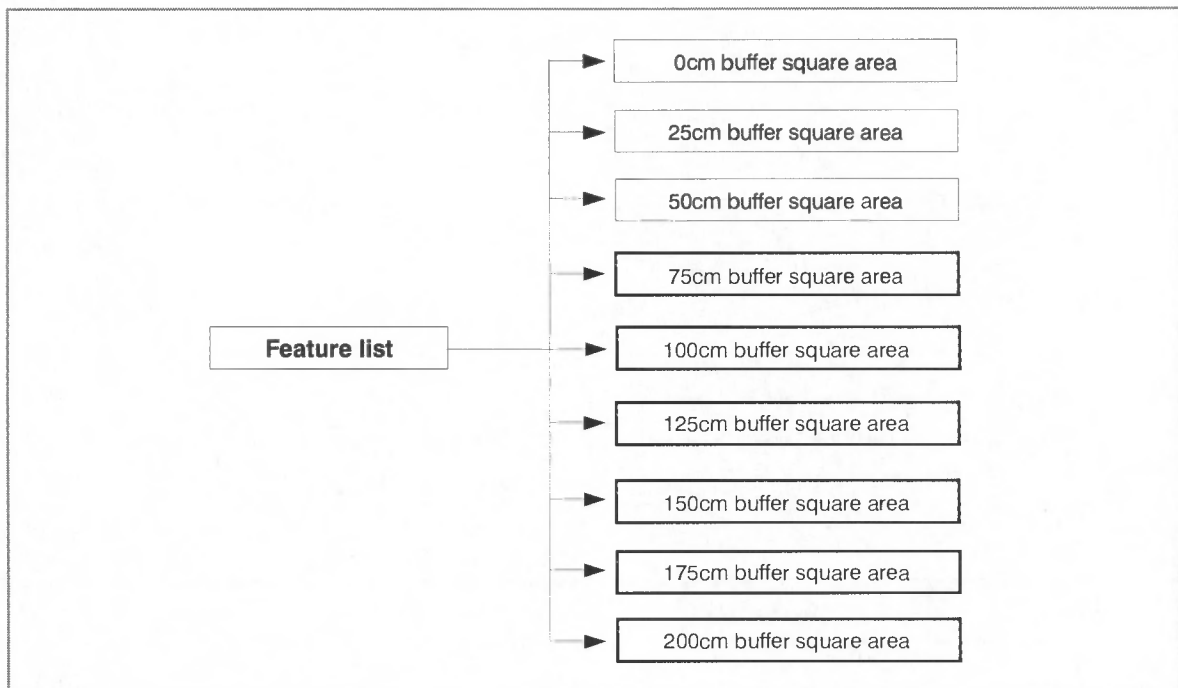 0cm buffer square area
25cm buffer square area
50cm buffer square area
75cm buffer square area
Feature list
100cm buffer square area
125cm buffer square area
150cm buffer square area
175cm buffer square area
200cm buffer square area